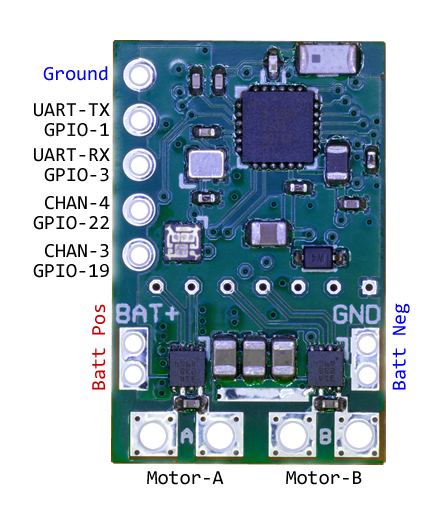 Ground
UART-TX
GPIO-1
UART-RX
GPIO-3
CHAN-4
GPIO-22
CHAN-3
GPIO-19
BAT+
GND
Batt Pos
Batt Neg
A
B
Motor-A
Motor-B